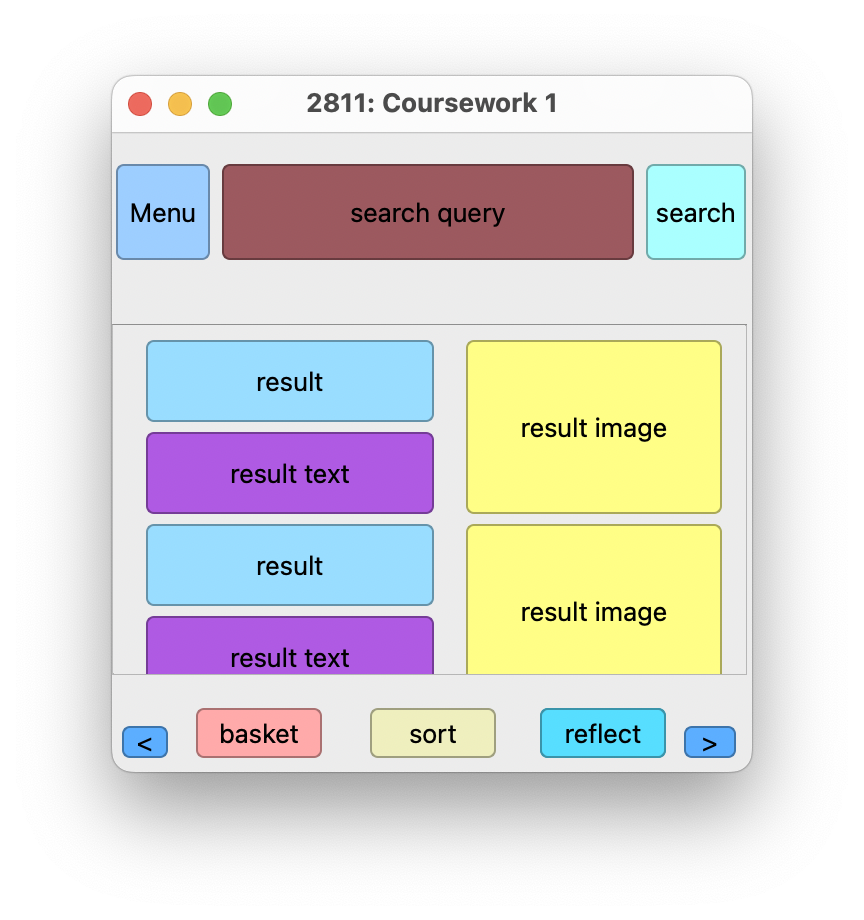 2811: Coursework 1
Menu
search query
search
result
result image
result text
result
result image
result text
<
basket
sort
reflect
>